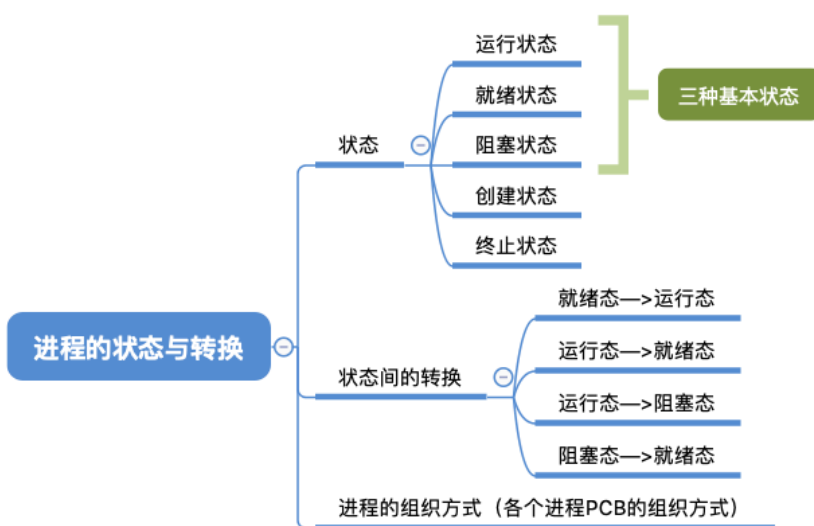 运行状态
就绪状态
三种基本状态
状态
阻塞状态
创建状态
终止状态
就绪态—>运行态
进程的状态与转换
运行态—>就绪态
状态间的转换
运行态—>阻塞态
阻塞态—>就绪态
进程的组织方式（各个进程PCB的组织方式）